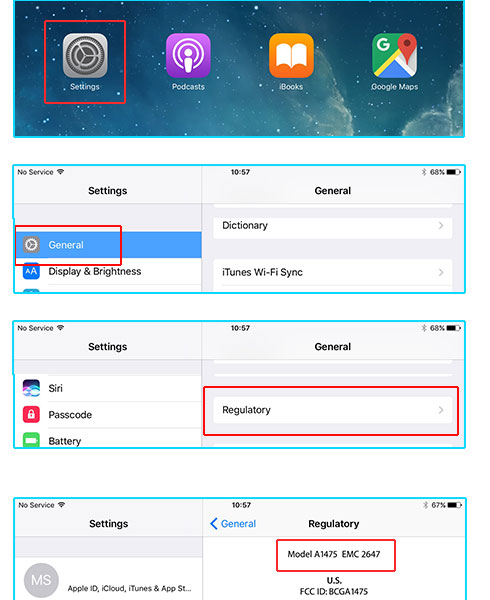 Settings
Podcasts
iBooks
Google Maps
No Service
10:57
68%
Settings
General
General
Display & Brightness
Dictionary
iTunes Wi-Fi Sync
No Service
10:57
68%
Settings
General
Siri
Passcode
Battery
Regulatory
No Service
10:57
67%
Settings
General
Regulatory
MS
Apple ID, iCloud, iTunes & App St...
Model A1475 EMC 2647
U.S.
FCC ID: BCGA1475